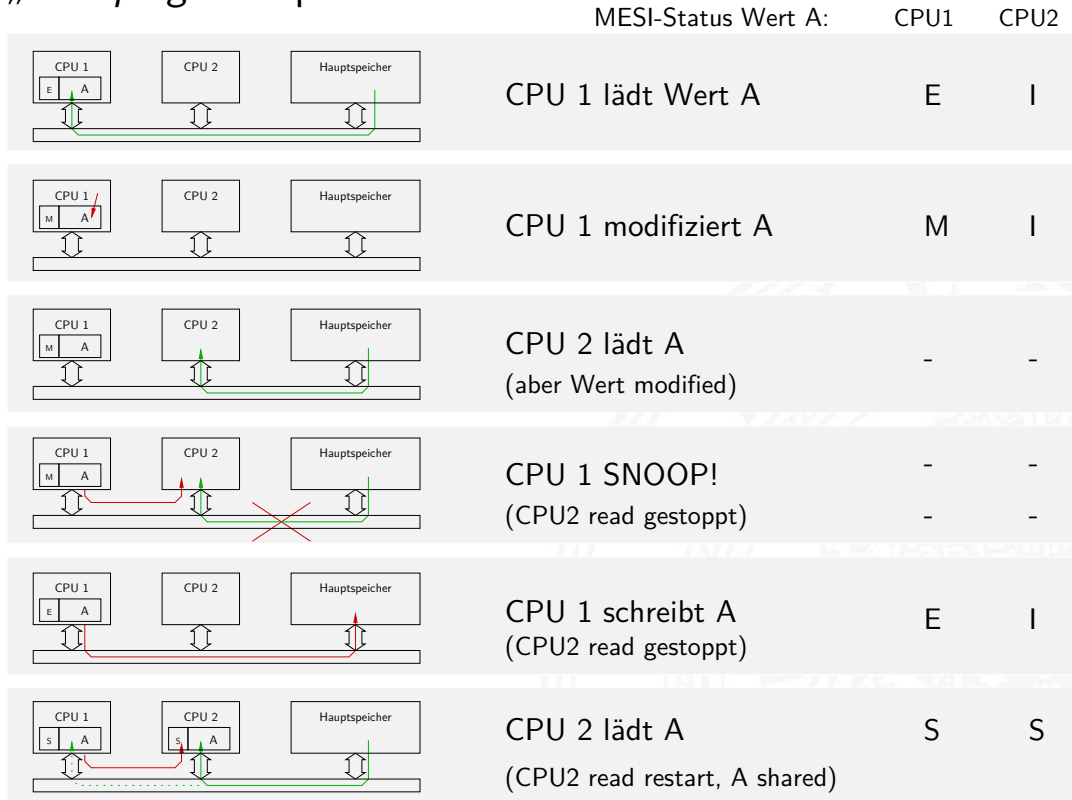 MESI-Status Wert A: CPU1 CPU2
CPU 1 CPU 2 Hauptspeicher
E A
CPU 1 lädt Wert A E I
CPU 1 CPU 2 Hauptspeicher
M A
CPU 1 modifiziert A M I
CPU 1 CPU 2 Hauptspeicher
M A
CPU 2 lädt A - -
(aber Wert modified)
CPU 1 CPU 2 Hauptspeicher
M A
CPU 1 SNOOP! - -
(CPU2 read gestoppt) - -
CPU 1 CPU 2 Hauptspeicher
E A
CPU 1 schreibt A E I
(CPU2 read gestoppt)
CPU 1 CPU 2 Hauptspeicher
S A S A
CPU 2 lädt A S S
(CPU2 read restart, A shared)